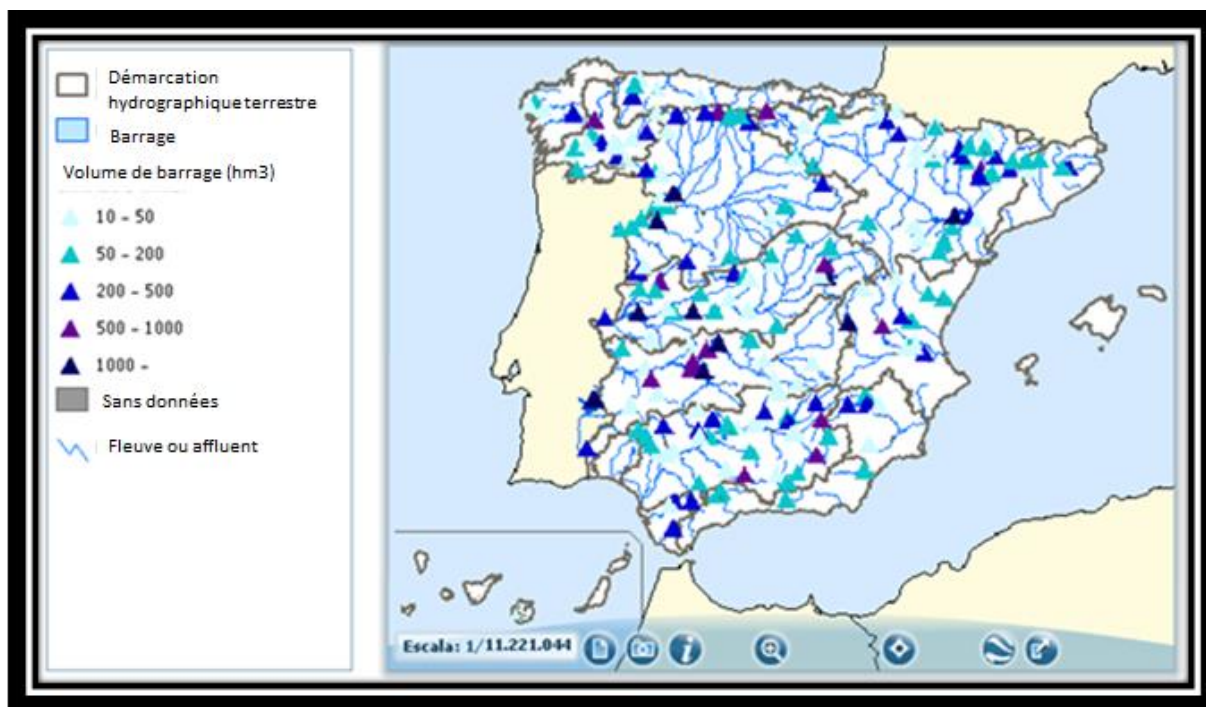 Démarcation
hydrographique terrestre
Barrage
Volume de barrage (hm3)
10 - 50
50 - 200
200 - 500
500 - 1000
1000 -
Sans données
Fleuve ou affluent
Escala: 1/11.221.044